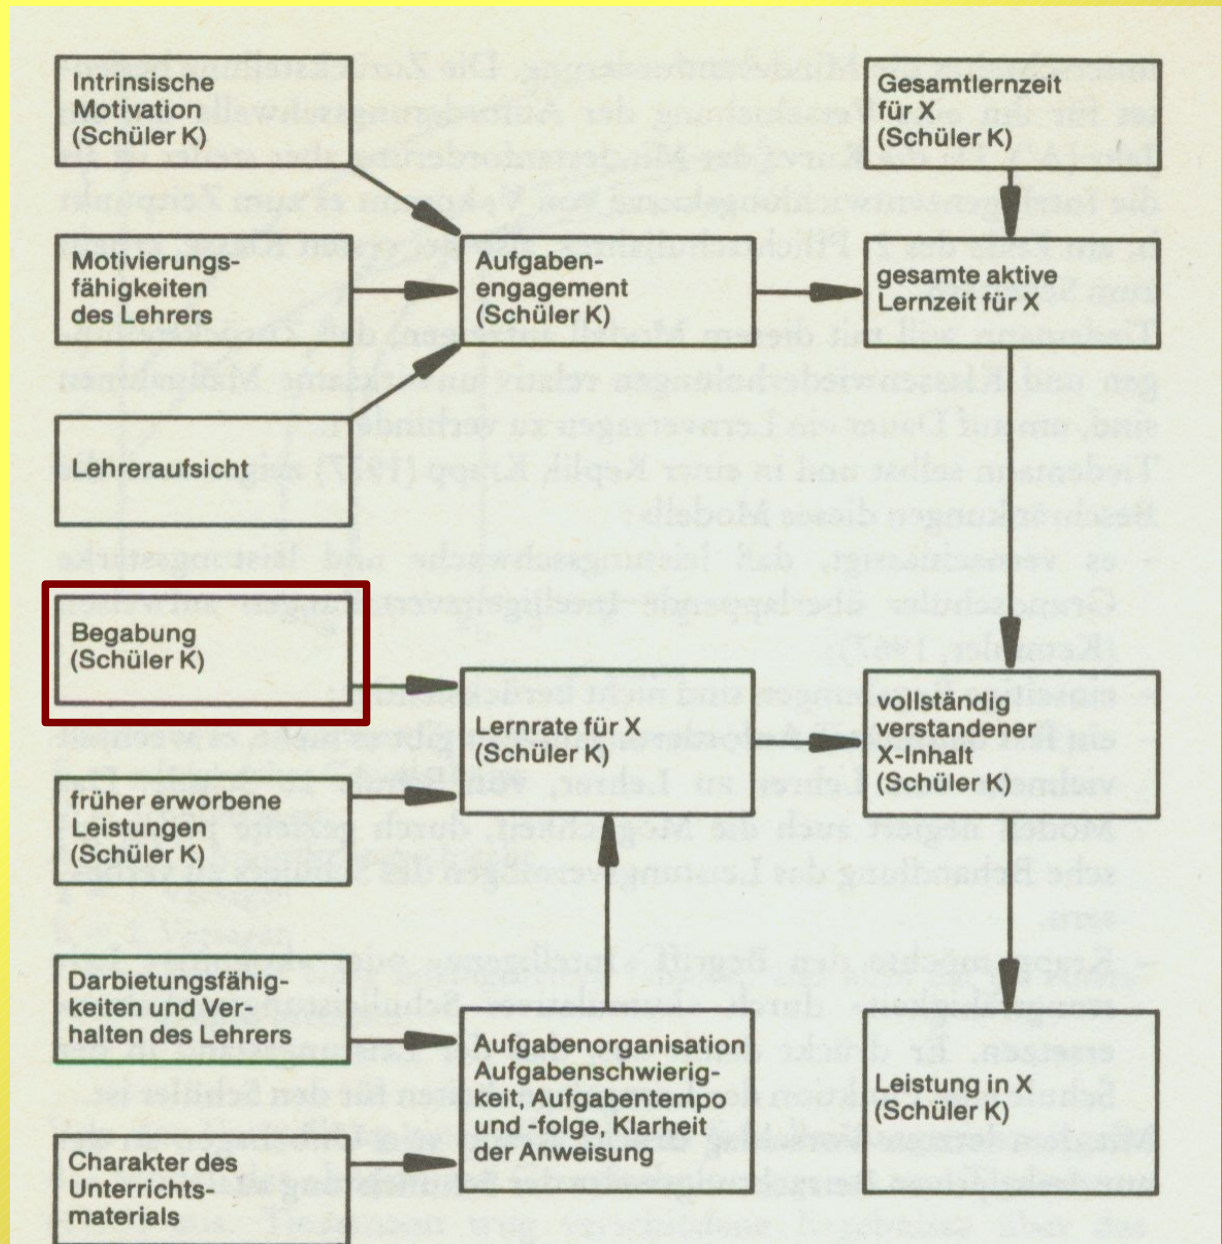 Intrinsische
Motivation
(Schüler K)
Gesamtlernzeit
für X
(Schüler K)
Motivierungs-
fähigkeiten
des Lehrers
Aufgaben-
engagement
(Schüler K)
gesamte aktive
Lernzeit für X
Lehreraufsicht
Begabung
(Schüler K)
Lernrate für X
(Schüler K)
vollständig
verstandener
X-Inhalt
(Schüler K)
früher erworbene
Leistungen
(Schüler K)
Darbietungsfähig-
keiten und Ver-
halten des Lehrers
Aufgabenorganisation
Aufgabenschwierig-
keit, Aufgabentempo
und -folge, Klarheit
der Anweisung
Leistung in X
(Schüler K)
Charakter des
Unterrichts-
materials